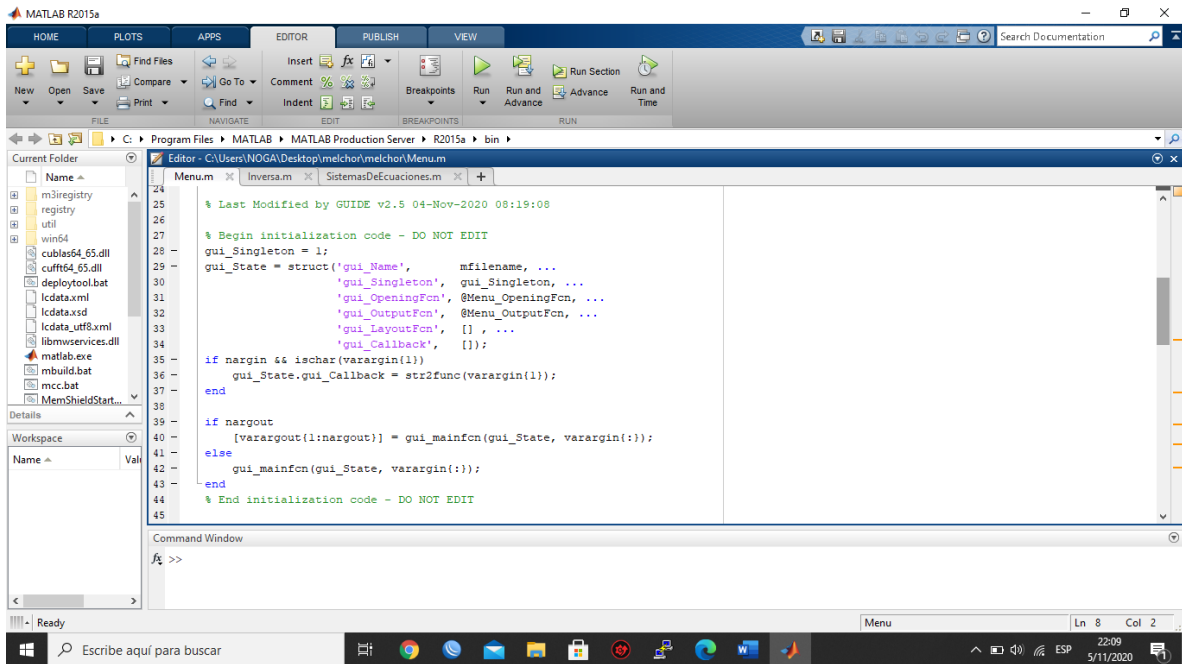 MATLAB R2015a
HOME PLOTS APPS EDITOR PUBLISH VIEW
Search Documentation
Find Files
Compare
Print
New Open Save
Go To
Find
Insert fx
Comment
Indent
Breakpoints
Run
Run and Advance
Run Section
Advance
Run and Time
FILE NAVIGATE EDIT BREAKPOINTS RUN
C: Program Files MATLAB MATLAB Production Server R2015a bin
Current Folder
Name
m3iregistry
registry
util
win64
cublas64_65.dll
cufft64_65.dll
deploytool.bat
lcdata.xml
lcdata.xsd
lcdata_utf8.xml
libmwservices.dll
matlab.exe
mbuild.bat
mcc.bat
MemShieldStart...
Details
Workspace
Name Valu
Editor - C:\Users\NOGA\Desktop\melchor\melchor\Menu.m
Menu.m Inversa.m SistemasDeEcuaciones.m
24
25 % Last Modified by GUIDE v2.5 04-Nov-2020 08:19:08
26
27 % Begin initialization code - DO NOT EDIT
28 - gui_Singleton = 1;
29 - gui_State = struct('gui_Name', mfilename, ...
30 'gui_Singleton', gui_Singleton, ...
31 'gui_OpeningFcn', @Menu_OpeningFcn, ...
32 'gui_OutputFcn', @Menu_OutputFcn, ...
33 'gui_LayoutFcn', [] , ...
34 'gui_Callback', []);
35 - if nargin && ischar(varargin{1})
36 - gui_State.gui_Callback = str2func(varargin{1});
37 - end
38
39 - if nargout
40 - [varargout{1:nargout}] = gui_mainfcn(gui_State, varargin{:});
41 - else
42 - gui_mainfcn(gui_State, varargin{:});
43 - end
44 % End initialization code - DO NOT EDIT
45
Command Window
fx >>
Ready
Menu
Ln 8 Col 2
Escribe aquí para buscar
ESP
22:09
5/11/2020